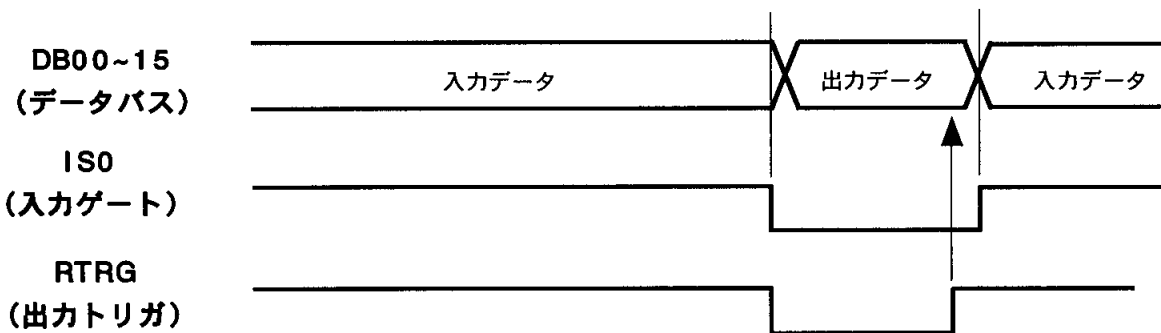 DB00~15
(データバス)
入力データ
出力データ
入力データ
IS0
(入力ゲート)
RTRG
(出力トリガ)